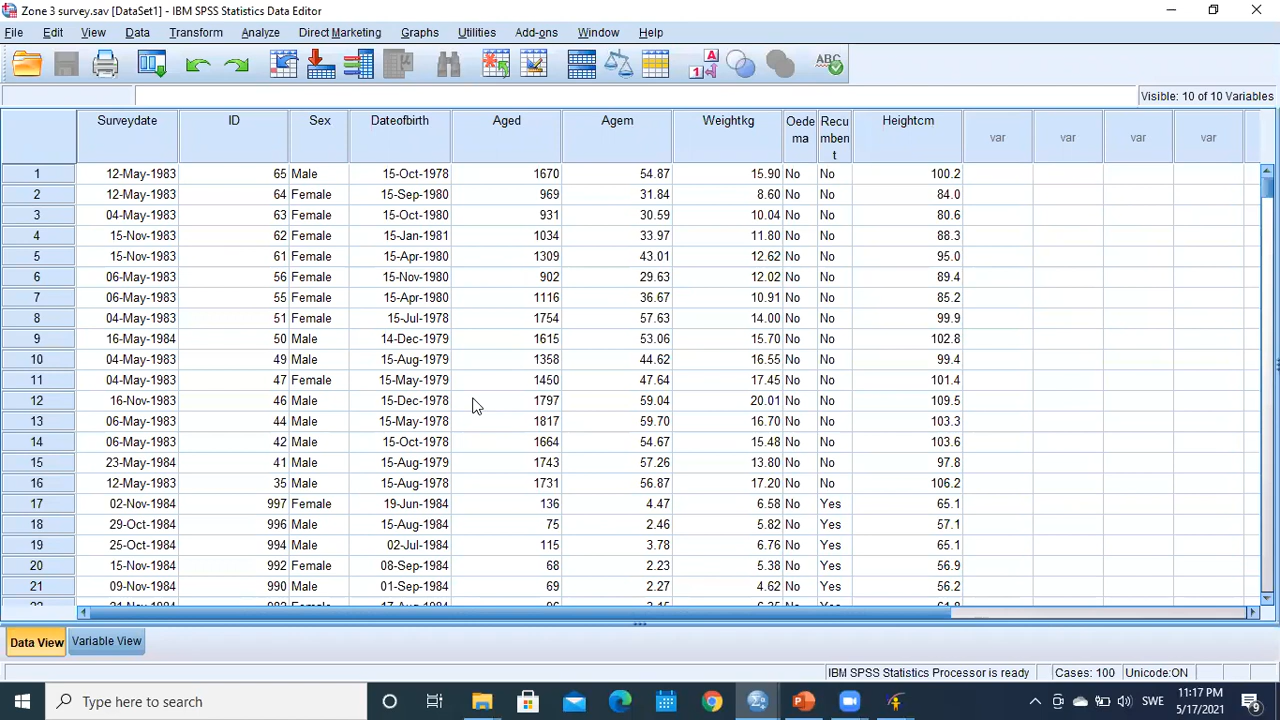 Zone 3 survey.sav [DataSet1] - IBM SPSS Statistics Data Editor
File Edit View Data Transform Analyze Direct Marketing Graphs Utilities Add-ons Window Help
Visible: 10 of 10 Variables
Surveydate ID Sex Dateofbirth Aged Agem Weightkg Oedema Recumbent Heightcm var var var var
1 12-May-1983 65 Male 15-Oct-1978 1670 54.87 15.90 No No 100.2
2 12-May-1983 64 Female 15-Sep-1980 969 31.84 8.60 No No 84.0
3 04-May-1983 63 Female 15-Oct-1980 931 30.59 10.04 No No 80.6
4 15-Nov-1983 62 Female 15-Jan-1981 1034 33.97 11.80 No No 88.3
5 15-Nov-1983 61 Female 15-Apr-1980 1309 43.01 12.62 No No 95.0
6 06-May-1983 56 Female 15-Nov-1980 902 29.63 12.02 No No 89.4
7 06-May-1983 55 Female 15-Apr-1980 1116 36.67 10.91 No No 85.2
8 04-May-1983 51 Female 15-Jul-1978 1754 57.63 14.00 No No 99.9
9 16-May-1984 50 Male 14-Dec-1979 1615 53.06 15.70 No No 102.8
10 04-May-1983 49 Male 15-Aug-1979 1358 44.62 16.55 No No 99.4
11 04-May-1983 47 Female 15-May-1979 1450 47.64 17.45 No No 101.4
12 16-Nov-1983 46 Male 15-Dec-1978 1797 59.04 20.01 No No 109.5
13 06-May-1983 44 Male 15-May-1978 1817 59.70 16.70 No No 103.3
14 06-May-1983 42 Male 15-Oct-1978 1664 54.67 15.48 No No 103.6
15 23-May-1984 41 Male 15-Aug-1979 1743 57.26 13.80 No No 97.8
16 12-May-1983 35 Male 15-Aug-1978 1731 56.87 17.20 No No 106.2
17 02-Nov-1984 997 Female 19-Jun-1984 136 4.47 6.58 No Yes 65.1
18 29-Oct-1984 996 Male 15-Aug-1984 75 2.46 5.82 No Yes 57.1
19 25-Oct-1984 994 Male 02-Jul-1984 115 3.78 6.76 No Yes 65.1
20 15-Nov-1984 992 Female 08-Sep-1984 68 2.23 5.38 No Yes 56.9
21 09-Nov-1984 990 Male 01-Sep-1984 69 2.27 4.62 No Yes 56.2
Data View Variable View
IBM SPSS Statistics Processor is ready Cases: 100 Unicode:ON
Type here to search
SWE
11:17 PM
5/17/2021